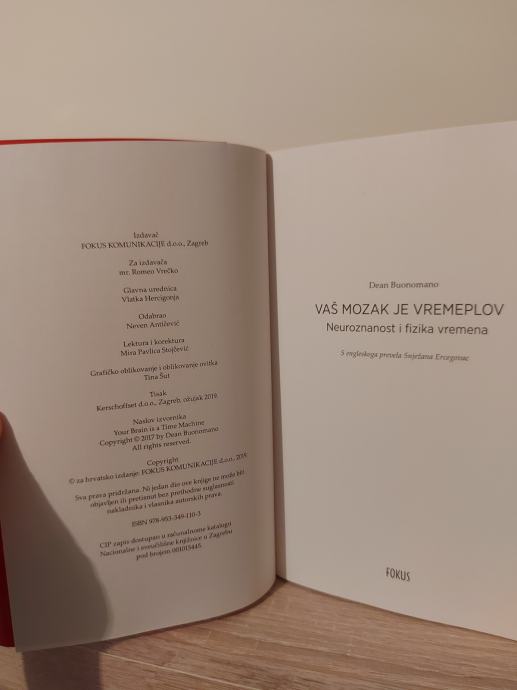 Izdavač
FOKUS KOMUNIKACIJE d.o.o., Zagreb
Za izdavača
mr. Romeo Vrečko
Glavna urednica
Vlatka Hercigonja
Odabrao
Neven Antičević
Lektura i korektura
Mira Pavlica Stojčević
Grafičko oblikovanje i oblikovanje ovitka
Tina Šut
Tisak
Kerschoffset d.o.o., Zagreb, ožujak 2019.
Naslov izvornika
Your Brain is a Time Machine
Copyright © 2017 by Dean Buonomano
All rights reserved.
Copyright
© za hrvatsko izdanje: FOKUS KOMUNIKACIJE d.o.o., 2019.
Sva prava pridržana. Ni jedan dio ove knjige ne može biti
objavljen ili pretisnut bez prethodne suglasnosti
nakladnika i vlasnika autorskih prava.
ISBN 978-953-349-110-3
CIP zapis dostupan u računalnome katalogu
Nacionalne i sveučilišne knjižnice u Zagrebu
pod brojem 001015445.
Dean Buonomano
VAŠ MOZAK JE VREMEPLOV
Neuroznanost i fizika vremena
S engleskoga prevela Snježana Ercegovac
FOKUS